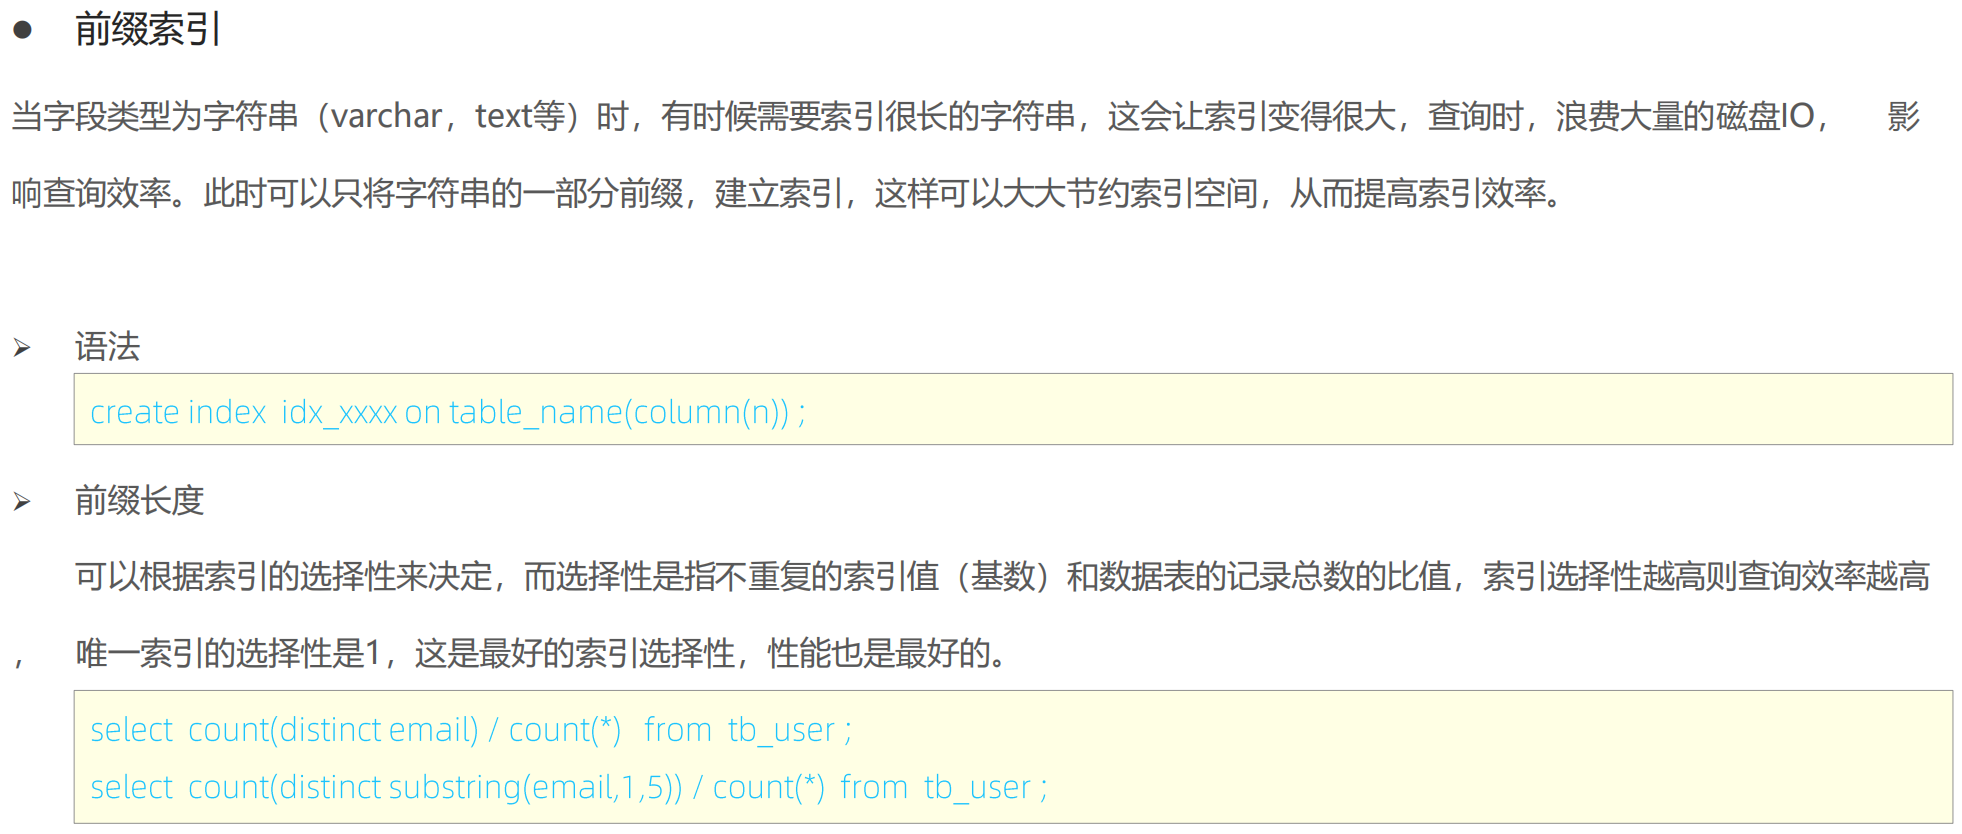 ● 前缀索引
当字段类型为字符串（varchar，text等）时，有时候需要索引很长的字符串，这会让索引变得很大，查询时，浪费大量的磁盘IO， 影
响查询效率。此时可以只将字符串的一部分前缀，建立索引，这样可以大大节约索引空间，从而提高索引效率。
➢ 语法
create index  idx_xxxx on table_name(column(n)) ;
➢ 前缀长度
可以根据索引的选择性来决定，而选择性是指不重复的索引值（基数）和数据表的记录总数的比值，索引选择性越高则查询效率越高
， 唯一索引的选择性是1，这是最好的索引选择性，性能也是最好的。
select  count(distinct email) / count(*)   from  tb_user ;
select  count(distinct substring(email,1,5)) / count(*)  from  tb_user ;